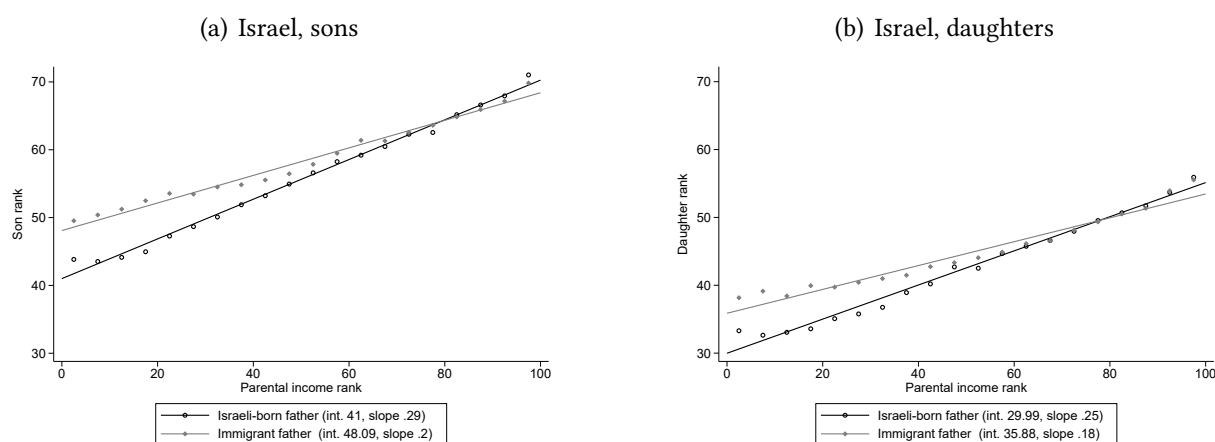 (a) Israel, sons
70
60
50
40
30
Son rank
0 20 40 60 80 100
Parental income rank
Israeli-born father (int. 41, slope .29)
Immigrant father (int. 48.09, slope .2)
(b) Israel, daughters
70
60
50
40
30
Daughter rank
0 20 40 60 80 100
Parental income rank
Israeli-born father (int. 29.99, slope .25)
Immigrant father (int. 35.88, slope .18)